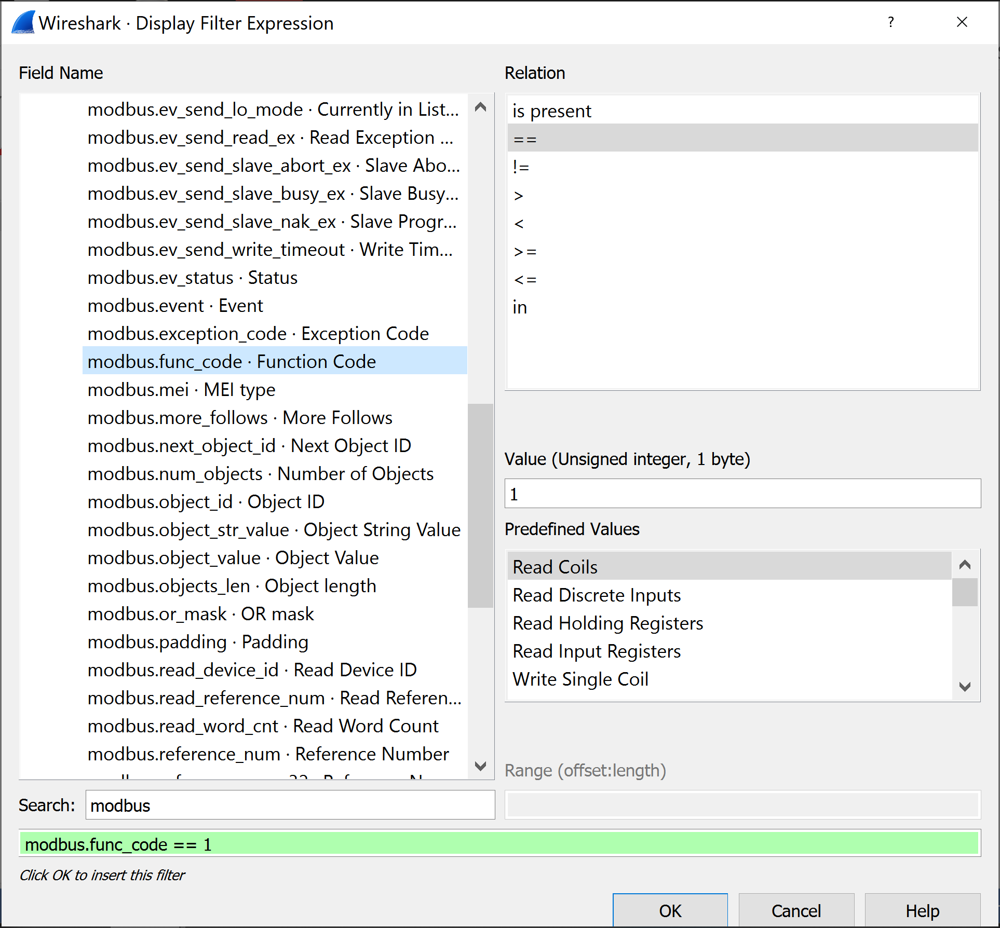 Wireshark · Display Filter Expression
?
Field Name
modbus.ev_send_lo_mode · Currently in List...
modbus.ev_send_read_ex · Read Exception ...
modbus.ev_send_slave_abort_ex · Slave Abo...
modbus.ev_send_slave_busy_ex · Slave Busy...
modbus.ev_send_slave_nak_ex · Slave Progr...
modbus.ev_send_write_timeout · Write Tim...
modbus.ev_status · Status
modbus.event · Event
modbus.exception_code · Exception Code
modbus.func_code · Function Code
modbus.mei · MEI type
modbus.more_follows · More Follows
modbus.next_object_id · Next Object ID
modbus.num_objects · Number of Objects
modbus.object_id · Object ID
modbus.object_str_value · Object String Value
modbus.object_value · Object Value
modbus.objects_len · Object length
modbus.or_mask · OR mask
modbus.padding · Padding
modbus.read_device_id · Read Device ID
modbus.read_reference_num · Read Referen...
modbus.read_word_cnt · Read Word Count
modbus.reference_num · Reference Number
Search: modbus
Relation
is present
==
!=
>
<
>=
<=
in
Value (Unsigned integer, 1 byte)
1
Predefined Values
Read Coils
Read Discrete Inputs
Read Holding Registers
Read Input Registers
Write Single Coil
Range (offset:length)
modbus.func_code == 1
Click OK to insert this filter
OK
Cancel
Help